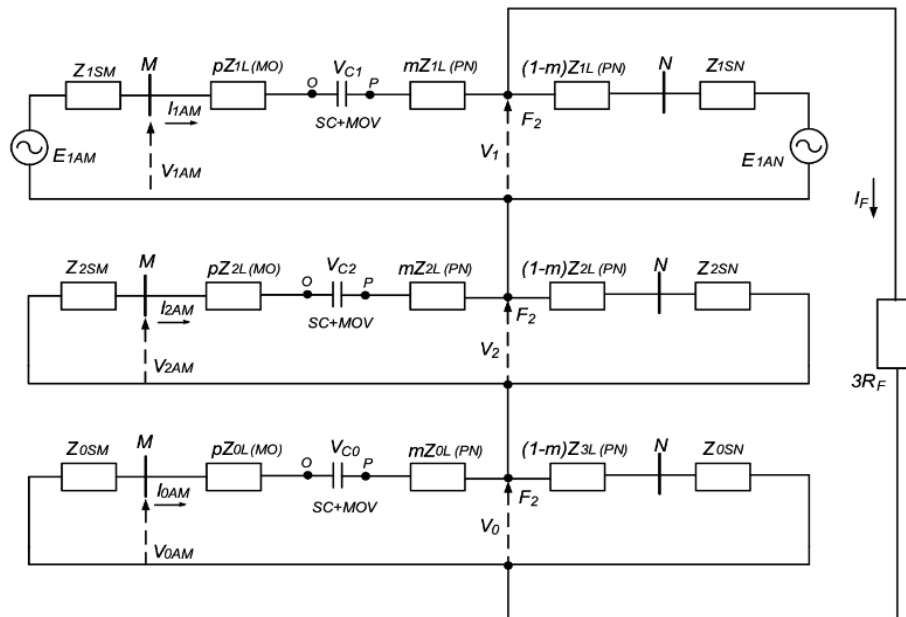 Z1SM M pZ1L(MO) O VC1 P mZ1L (PN) (1-m)Z1L (PN) N Z1SN
I1AM SC+MOV F2
E1AM V1AM V1 E1AN
IF
Z2SM M pZ2L(MO) O VC2 P mZ2L (PN) (1-m)Z2L (PN) N Z2SN
I2AM SC+MOV F2
V2AM V2
3RF
Z0SM M pZ0L(MO) O VC0 P mZ0L (PN) (1-m)Z3L (PN) N Z0SN
I0AM SC+MOV F2
V0AM V0